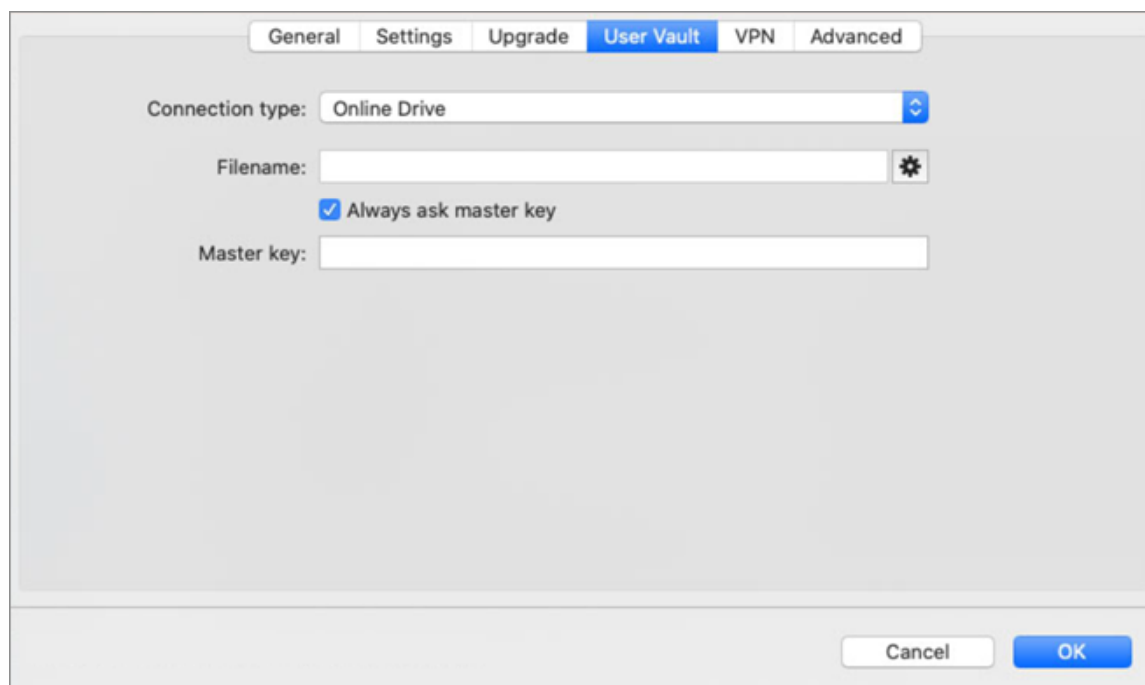 General Settings Upgrade User Vault VPN Advanced
Connection type: Online Drive
Filename:
Always ask master key
Master key:
Cancel OK